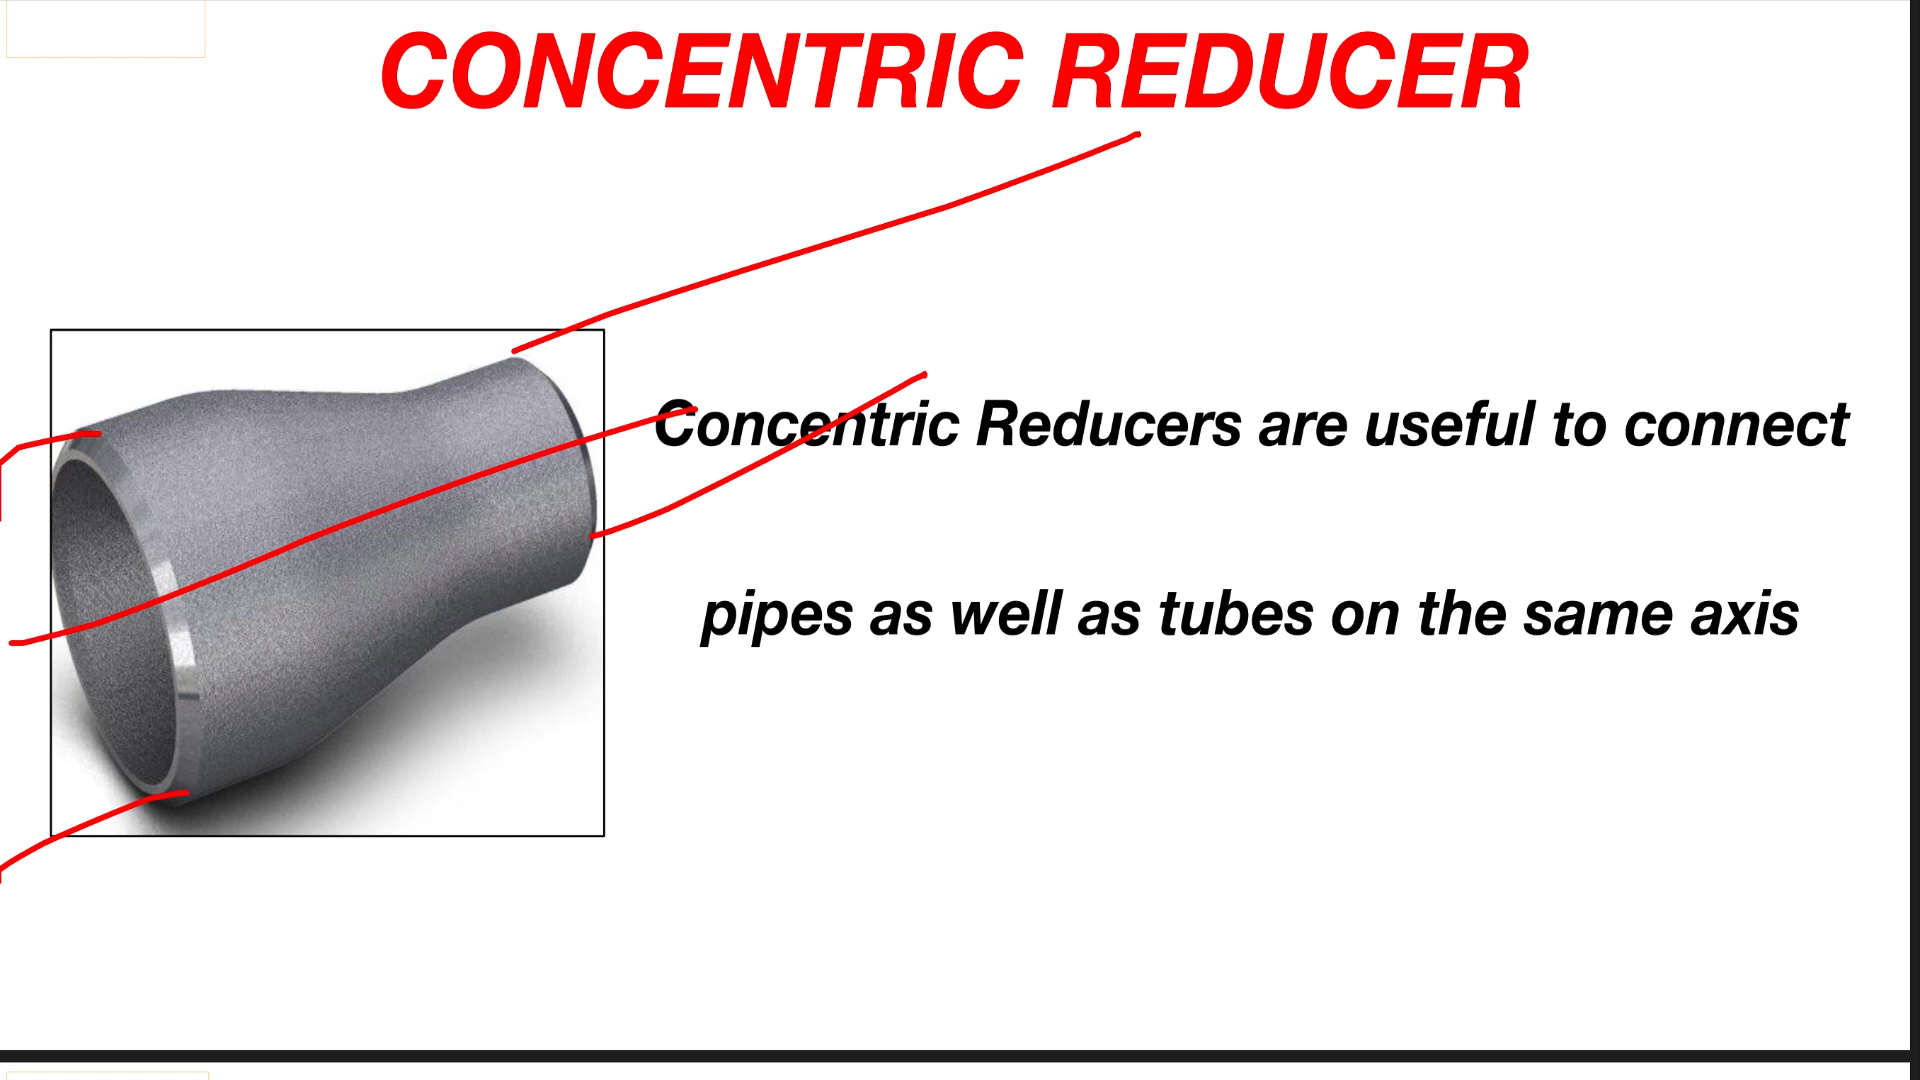 CONCENTRIC REDUCER
Concentric Reducers are useful to connect
pipes as well as tubes on the same axis